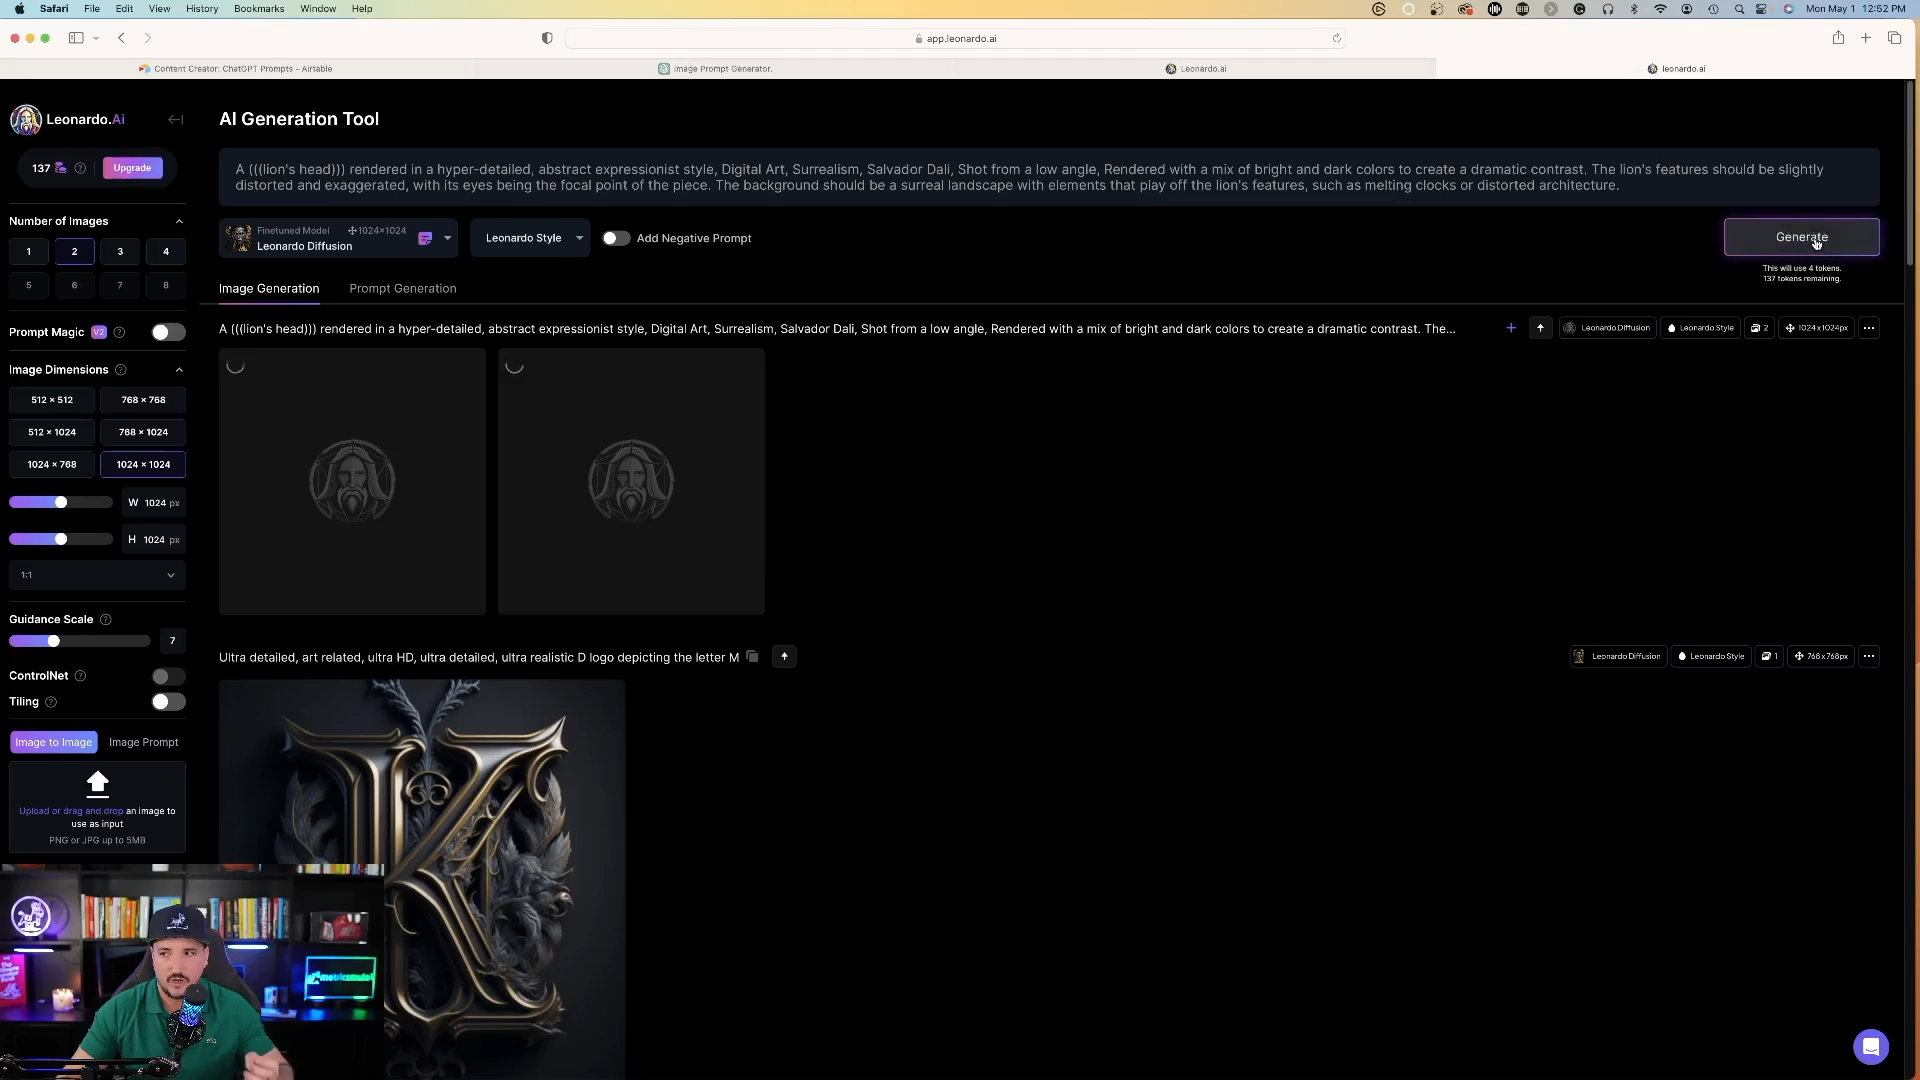 Safari File Edit View History Bookmarks Window Help
Mon May 1 12:52 PM
app.leonardo.ai
Content Creator: ChatGPT Prompts - Airtable
Image Prompt Generator.
Leonardo.ai
leonardo.ai
Leonardo.Ai
137
Upgrade
Number of Images
1 2 3 4
5 6 7 8
Prompt Magic V2
Image Dimensions
512 × 512 768 × 768
512 × 1024 768 × 1024
1024 × 768 1024 × 1024
W 1024 px
H 1024 px
1:1
Guidance Scale
7
ControlNet
Tiling
Image to Image Image Prompt
Upload or drag and drop an image to
use as input
PNG or JPG up to 5MB
AI Generation Tool
A (((lion's head))) rendered in a hyper-detailed, abstract expressionist style, Digital Art, Surrealism, Salvador Dali, Shot from a low angle, Rendered with a mix of bright and dark colors to create a dramatic contrast. The lion's features should be slightly
distorted and exaggerated, with its eyes being the focal point of the piece. The background should be a surreal landscape with elements that play off the lion's features, such as melting clocks or distorted architecture.
Finetuned Model 1024×1024
Leonardo Diffusion
Leonardo Style
Add Negative Prompt
Generate
This will use 4 tokens.
137 tokens remaining.
Image Generation Prompt Generation
A (((lion's head))) rendered in a hyper-detailed, abstract expressionist style, Digital Art, Surrealism, Salvador Dali, Shot from a low angle, Rendered with a mix of bright and dark colors to create a dramatic contrast. The...
Leonardo Diffusion Leonardo Style 2 1024x1024px
Ultra detailed, art related, ultra HD, ultra detailed, ultra realistic D logo depicting the letter M
Leonardo Diffusion Leonardo Style 1 768x768px
K
metricsmule